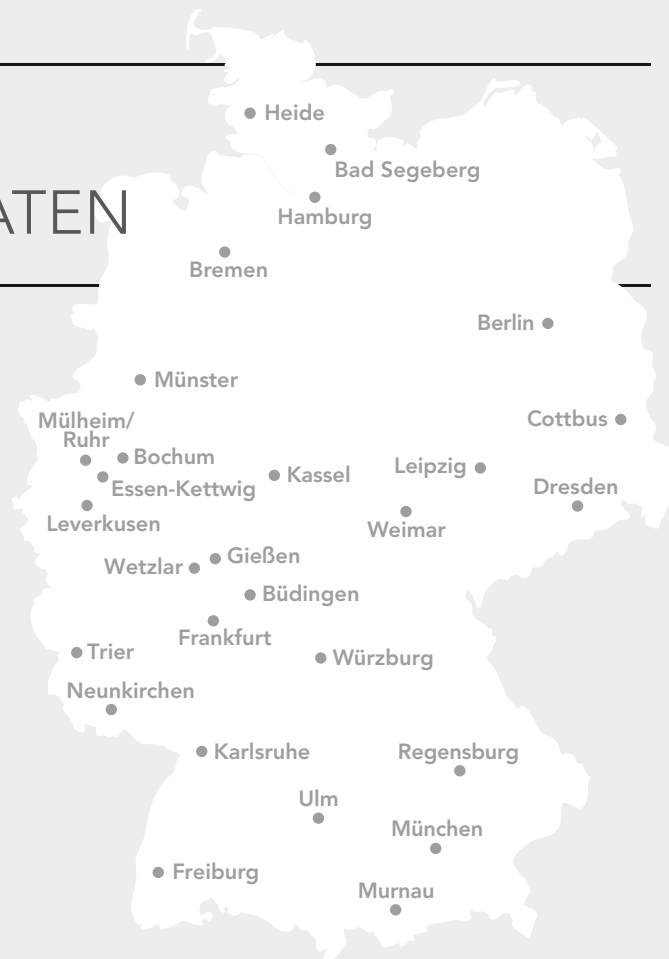 Heide
Bad Segeberg
ATEN
Hamburg
Bremen
Berlin
Münster
Mülheim/
Ruhr
Cottbus
Bochum
Leipzig
Kassel
Essen-Kettwig
Dresden
Leverkusen
Weimar
Gießen
Wetzlar
Büdingen
Frankfurt
Trier
Würzburg
Neunkirchen
Karlsruhe
Regensburg
Ulm
München
Freiburg
Murnau